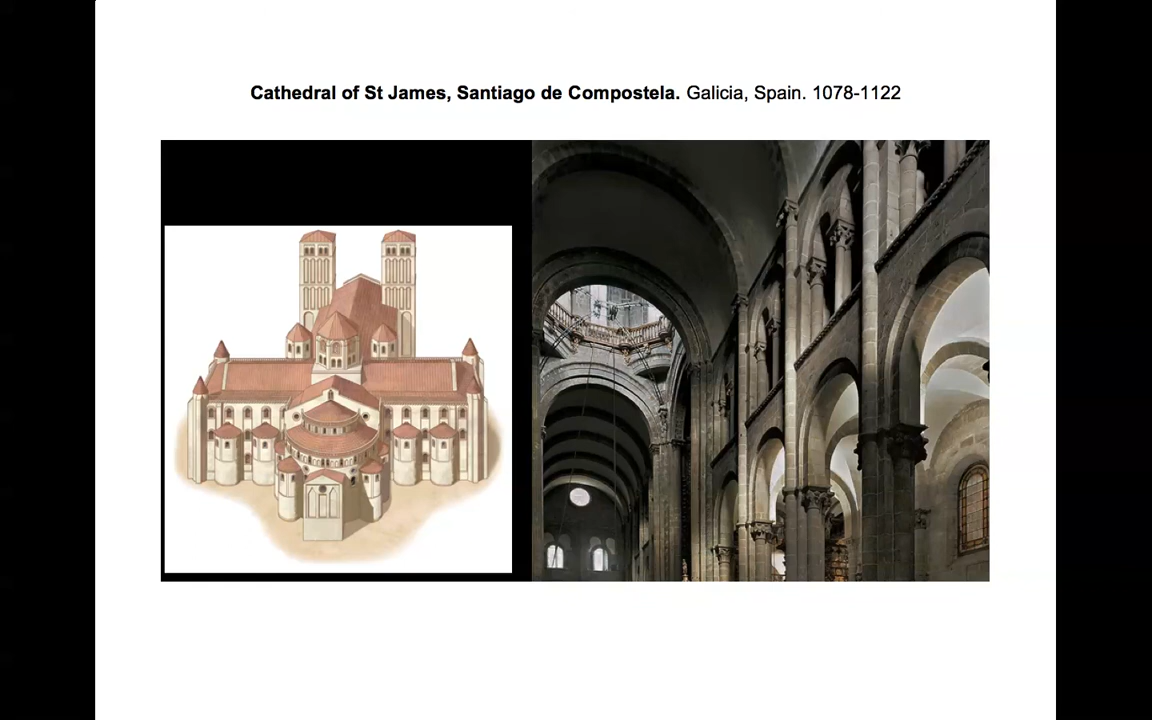 Cathedral of St James, Santiago de Compostela. Galicia, Spain. 1078-1122